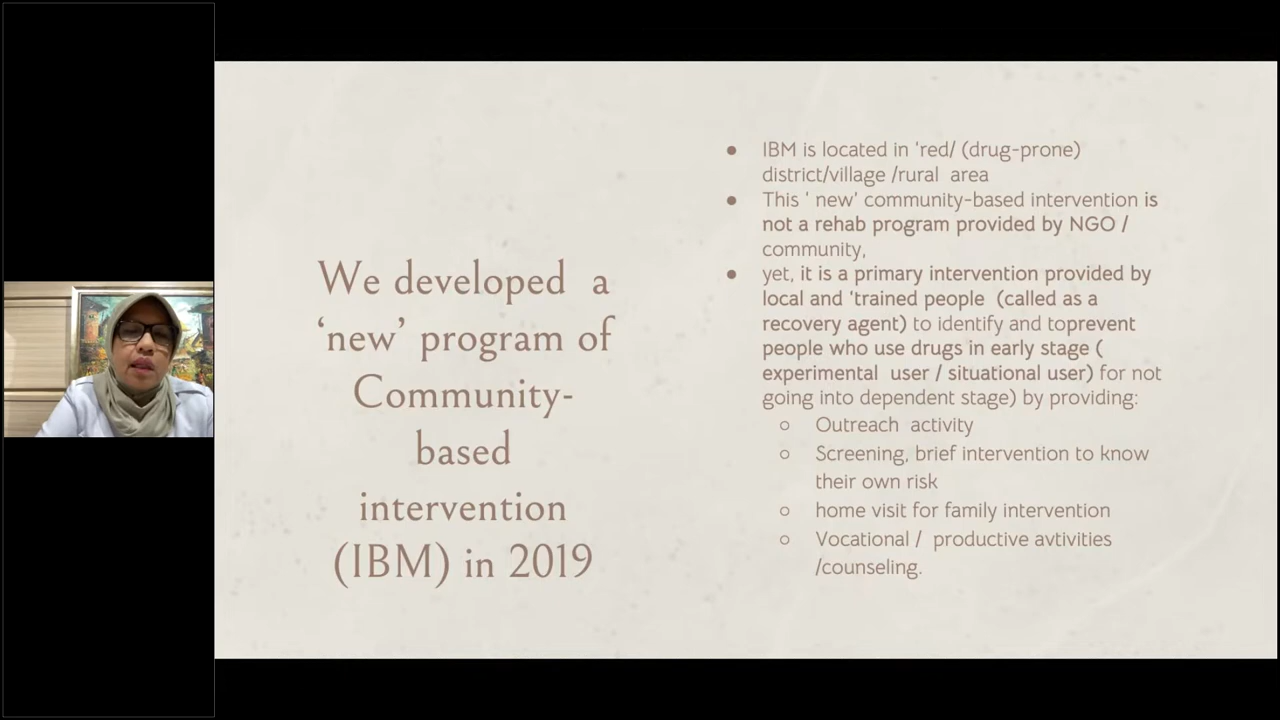 We developed a
‘new’ program of
Community-
based
intervention
(IBM) in 2019
● IBM is located in ‘red/ (drug-prone)
district/village /rural area
● This ‘ new’ community-based intervention is
not a rehab program provided by NGO /
community,
● yet, it is a primary intervention provided by
local and ‘trained people (called as a
recovery agent) to identify and toprevent
people who use drugs in early stage (
experimental user / situational user) for not
going into dependent stage) by providing:
○ Outreach activity
○ Screening, brief intervention to know
their own risk
○ home visit for family intervention
○ Vocational / productive avtivities
/counseling.